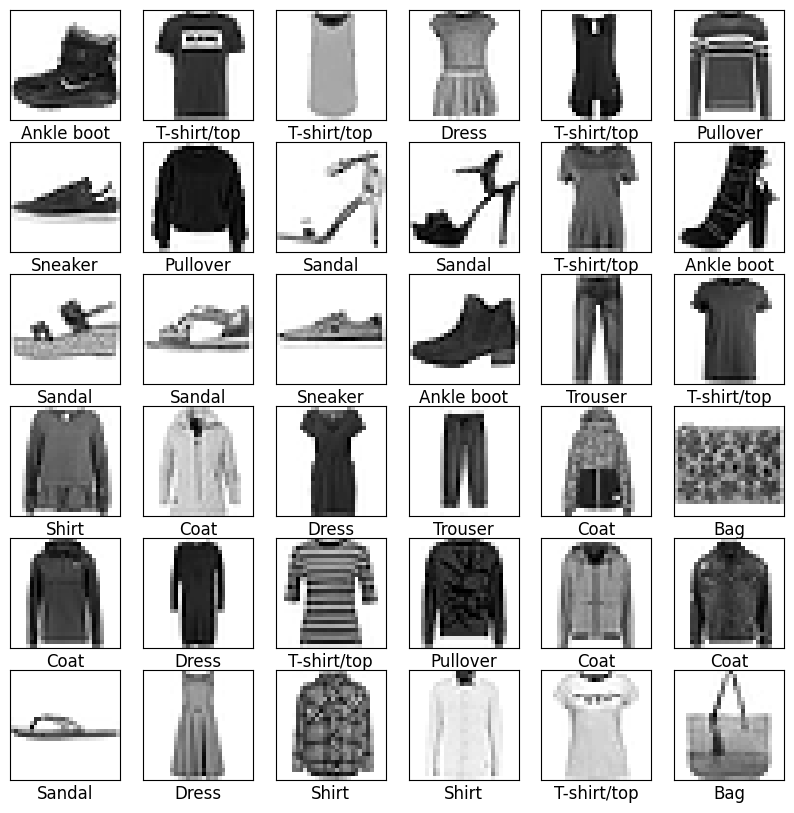 Ankle boot T-shirt/top T-shirt/top Dress T-shirt/top Pullover
Sneaker Pullover Sandal Sandal T-shirt/top Ankle boot
Sandal Sandal Sneaker Ankle boot Trouser T-shirt/top
Shirt Coat Dress Trouser Coat Bag
Coat Dress T-shirt/top Pullover Coat Coat
Sandal Dress Shirt Shirt T-shirt/top Bag